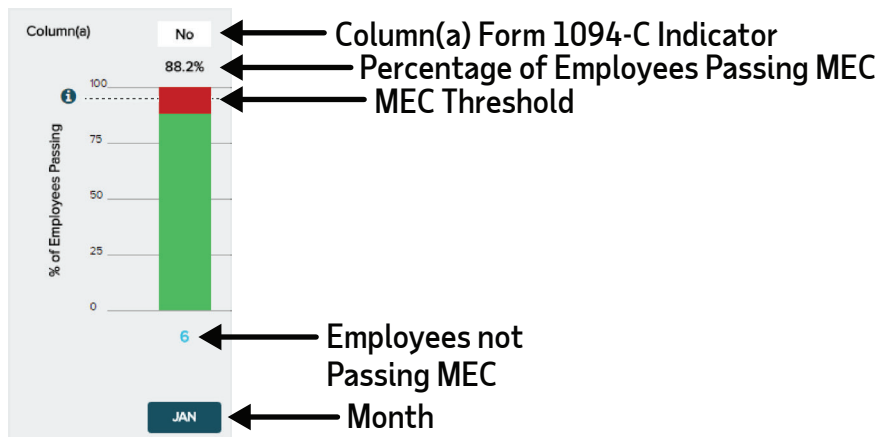 Column(a)
No
Column(a) Form 1094-C Indicator
88.2%
Percentage of Employees Passing MEC
100
i
MEC Threshold
75
50
25
0
% of Employees Passing
6
Employees not
Passing MEC
JAN
Month